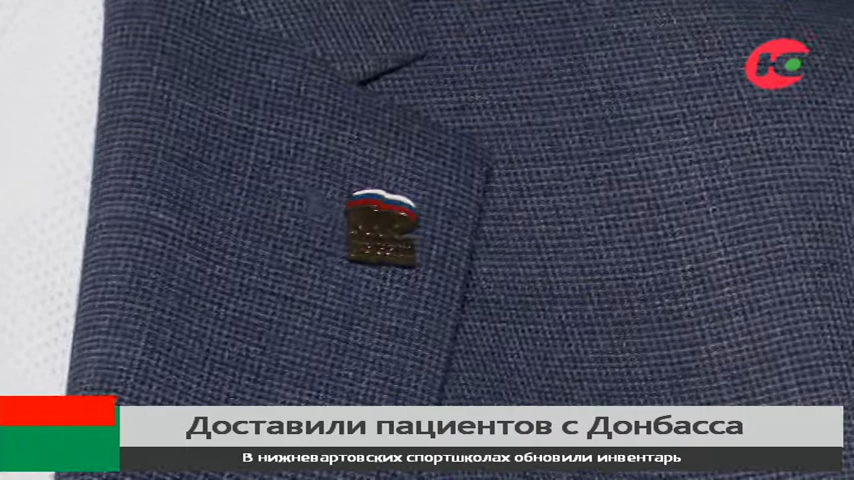 Доставили пациентов с Донбасса
В нижневартовских спортшколах обновили инвентарь